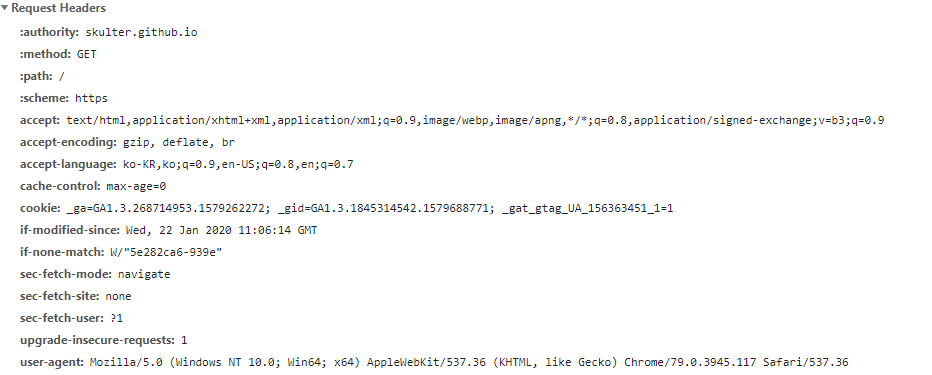 Request Headers
:authority: skulter.github.io
:method: GET
:path: /
:scheme: https
accept: text/html,application/xhtml+xml,application/xml;q=0.9,image/webp,image/apng,*/*;q=0.8,application/signed-exchange;v=b3;q=0.9
accept-encoding: gzip, deflate, br
accept-language: ko-KR,ko;q=0.9,en-US;q=0.8,en;q=0.7
cache-control: max-age=0
cookie: _ga=GA1.3.268714953.1579262272; _gid=GA1.3.1845314542.1579688771; _gat_gtag_UA_156363451_1=1
if-modified-since: Wed, 22 Jan 2020 11:06:14 GMT
if-none-match: W/"5e282ca6-939e"
sec-fetch-mode: navigate
sec-fetch-site: none
sec-fetch-user: ?1
upgrade-insecure-requests: 1
user-agent: Mozilla/5.0 (Windows NT 10.0; Win64; x64) AppleWebKit/537.36 (KHTML, like Gecko) Chrome/79.0.3945.117 Safari/537.36